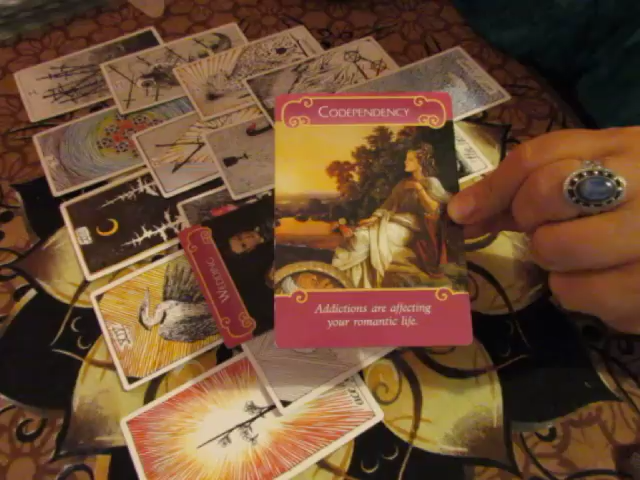 CODEPENDENCY
Addictions are affecting
your romantic life.
WEDDING